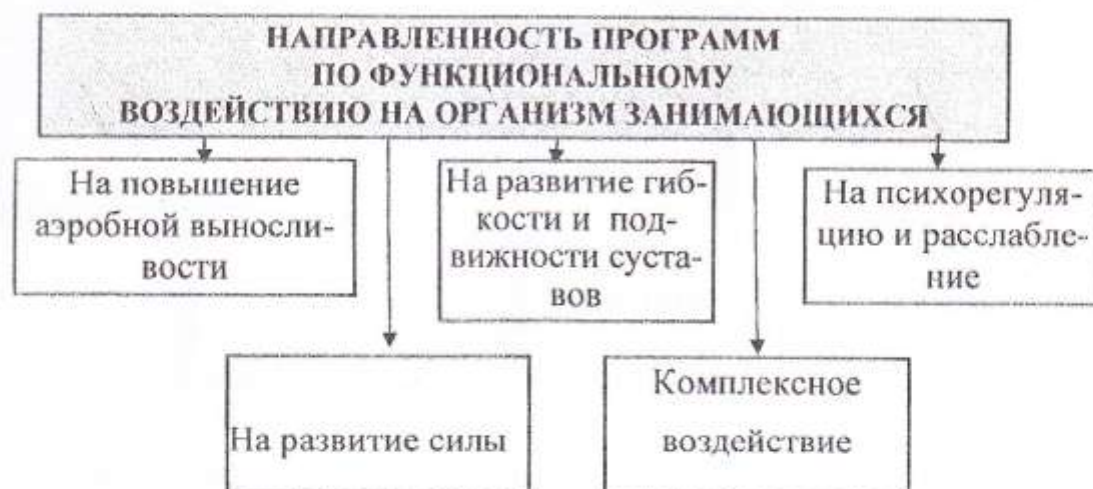 НАПРАВЛЕННОСТЬ ПРОГРАММ
ПО ФУНКЦИОНАЛЬНОМУ
ВОЗДЕЙСТВИЮ НА ОРГАНИЗМ ЗАНИМАЮЩИХСЯ
На повышение
аэробной выносли-
вости
На развитие гиб-
кости и под-
вижности суста-
вов
На психорегуля-
цию и расслабле-
ние
На развитие силы
Комплексное
воздействие